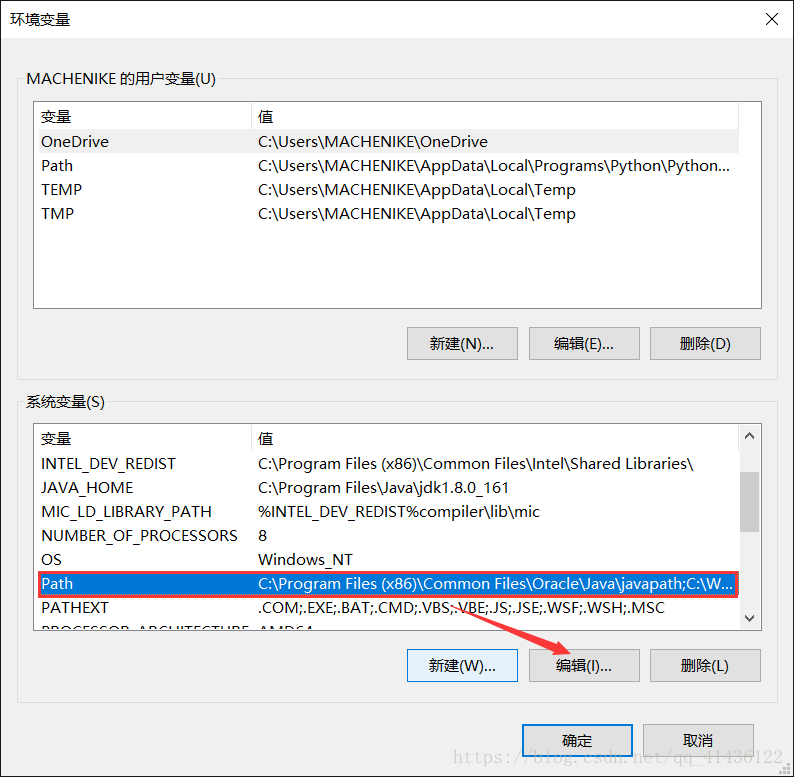 环境变量
MACHENIKE 的用户变量(U)
变量 值
OneDrive C:\Users\MACHENIKE\OneDrive
Path C:\Users\MACHENIKE\AppData\Local\Programs\Python\Python...
TEMP C:\Users\MACHENIKE\AppData\Local\Temp
TMP C:\Users\MACHENIKE\AppData\Local\Temp
新建(N)... 编辑(E)... 删除(D)
系统变量(S)
变量 值
INTEL_DEV_REDIST C:\Program Files (x86)\Common Files\Intel\Shared Libraries\
JAVA_HOME C:\Program Files\Java\jdk1.8.0_161
MIC_LD_LIBRARY_PATH %INTEL_DEV_REDIST%compiler\lib\mic
NUMBER_OF_PROCESSORS 8
OS Windows_NT
Path C:\Program Files (x86)\Common Files\Oracle\Java\javapath;C:\W...
PATHEXT .COM;.EXE;.BAT;.CMD;.VBS;.VBE;.JS;.JSE;.WSF;.WSH;.MSC
PROCESSOR_ARCHITECTURE AMD64
新建(W)... 编辑(I)... 删除(L)
确定 取消
https://blog.csdn.net/qq_41436122